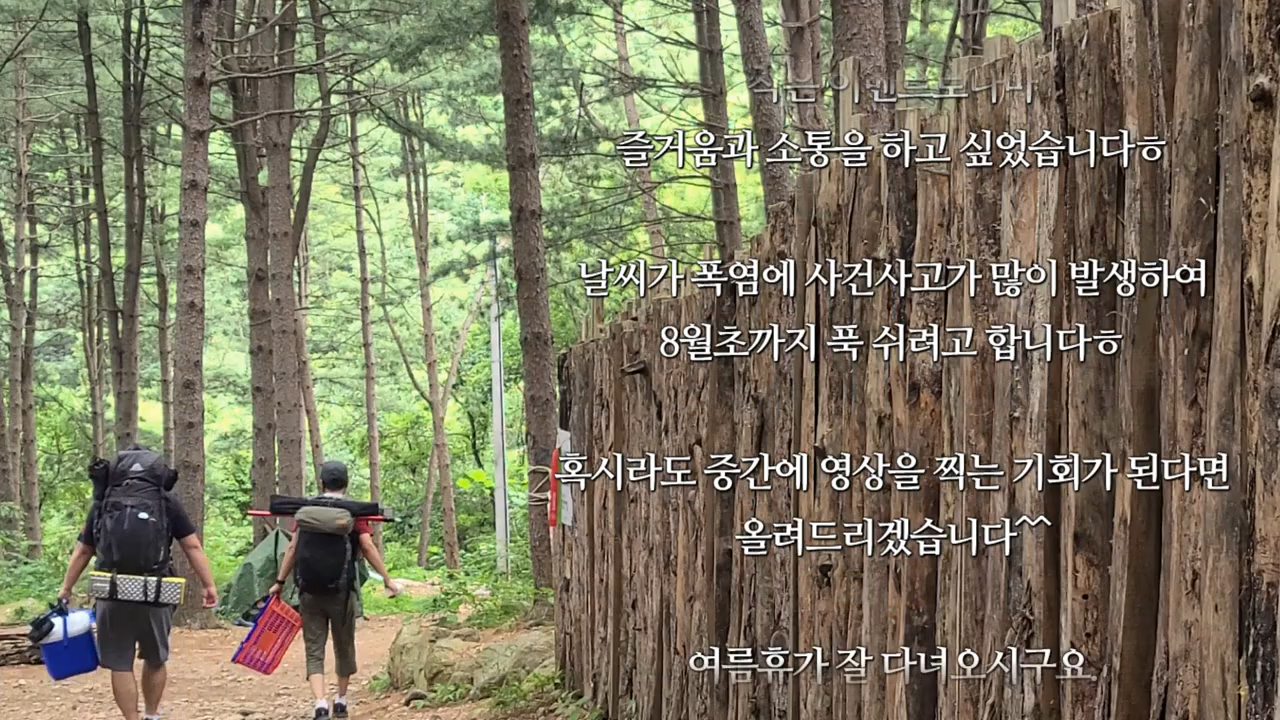 즐거움과 소통을 하고 싶었습니다ㅎ
날씨가 폭염에 사건사고가 많이 발생하여
8월초까지 푹 쉬려고 합니다ㅎ
혹시라도 중간에 영상을 찍는 기회가 된다면
올려드리겠습니다^^
여름휴가 잘 다녀오시구요.